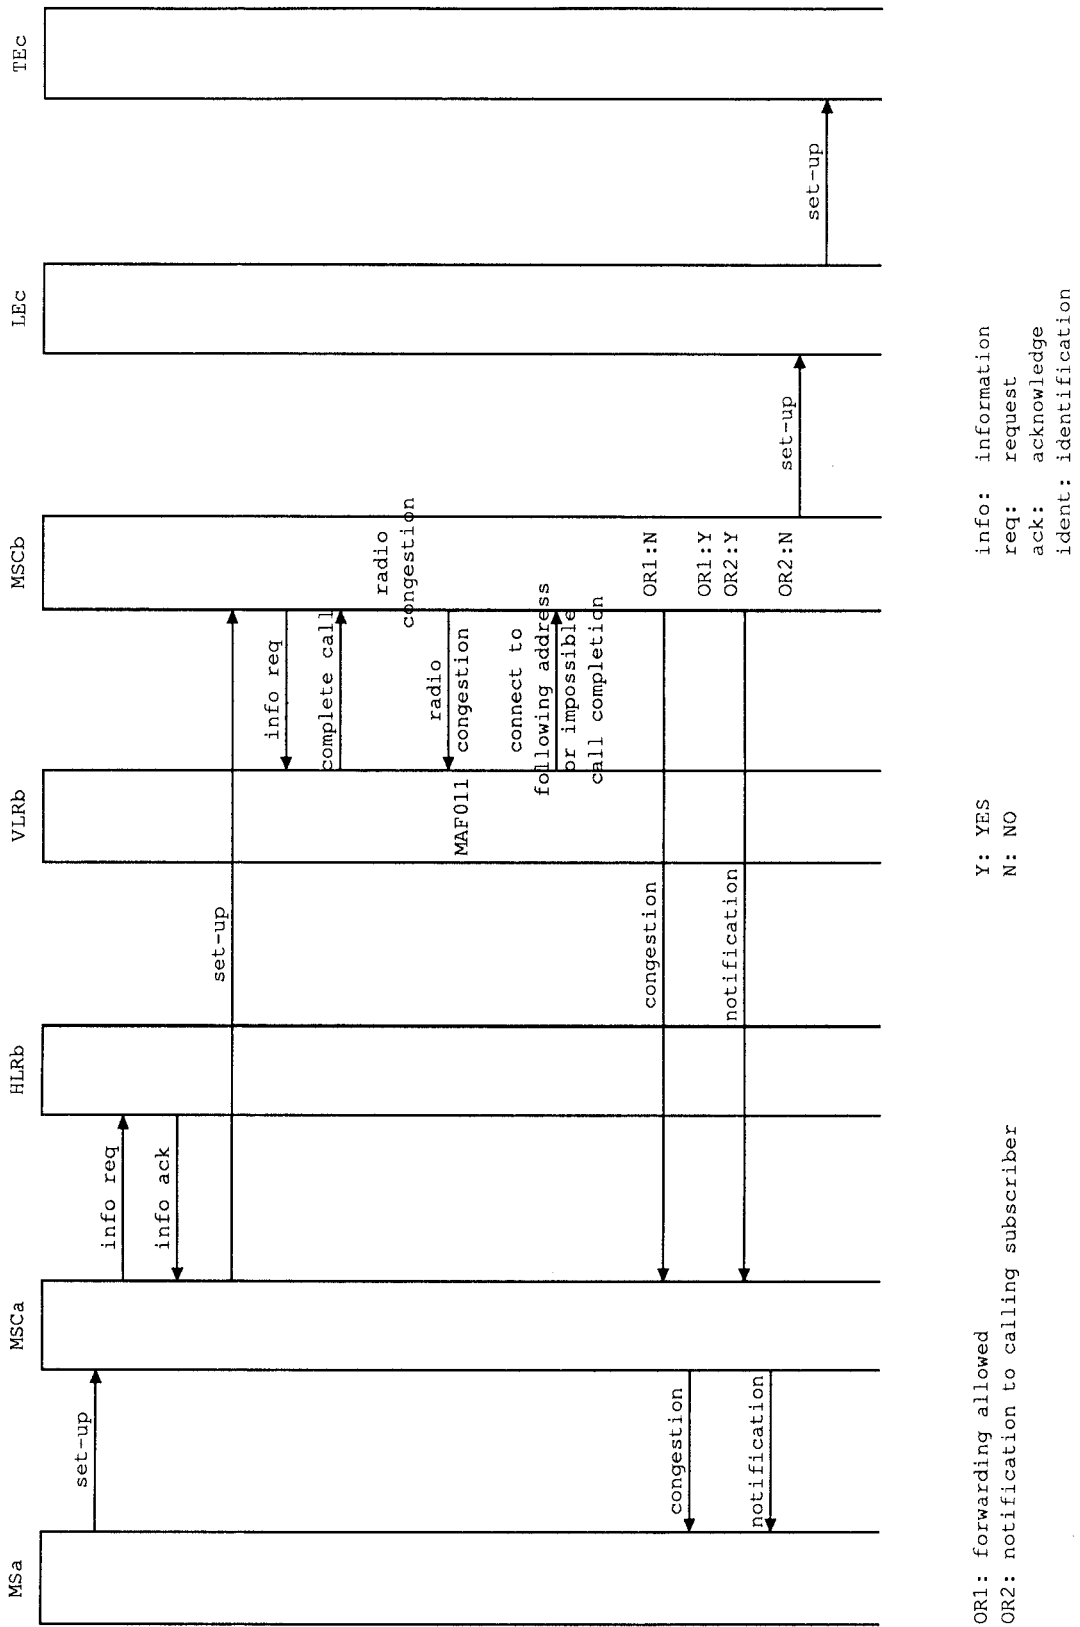 MSa
MSCa
HLRb
VLRb
MSCb
LEc
TEc
set-up
info req
info ack
set-up
info req
complete call
radio
congestion
radio
congestion
MAF011
connect to
following address
or impossible
call completion
OR1:N
congestion
congestion
OR1:Y
OR2:Y
notification
notification
OR2:N
set-up
set-up
OR1: forwarding allowed
OR2: notification to calling subscriber
Y: YES
N: NO
info: information
req: request
ack: acknowledge
ident: identification